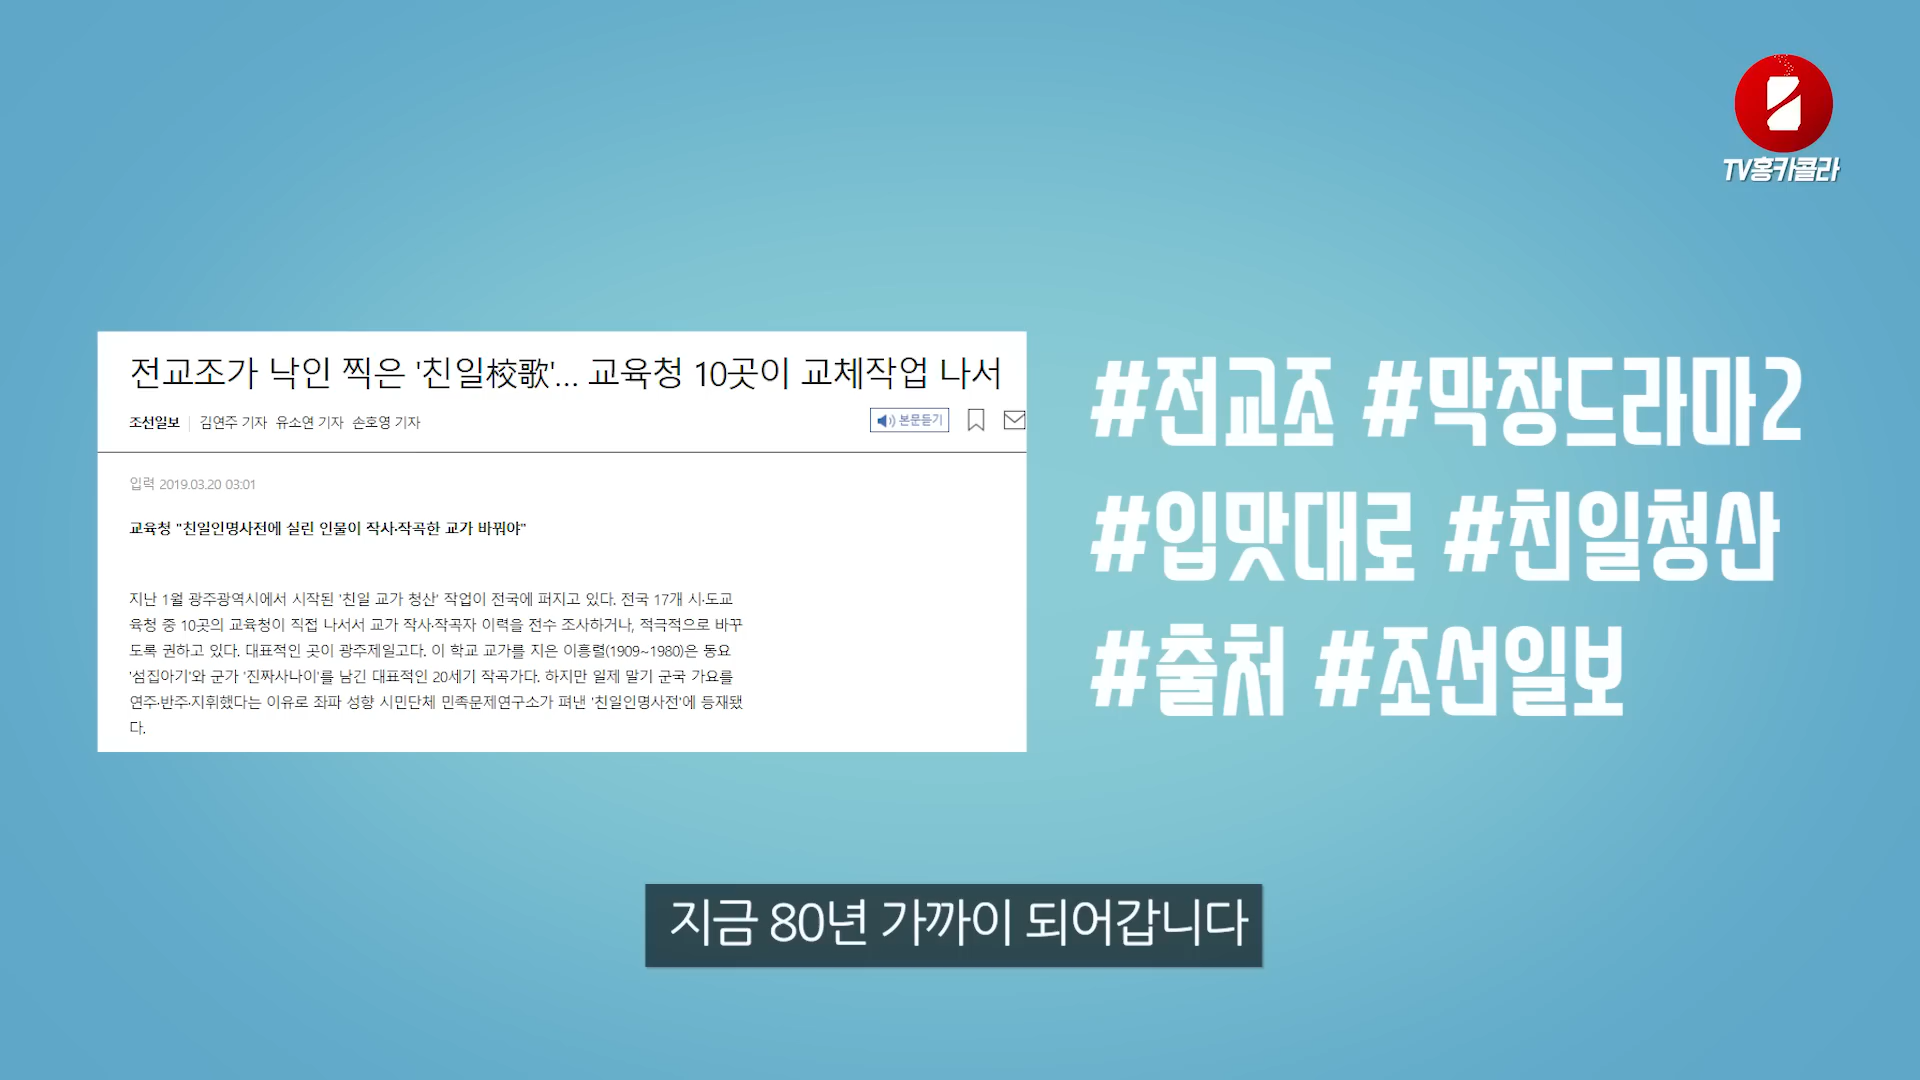 TV홍카콜라
전교조가 낙인 찍은 '친일校歌'... 교육청 10곳이 교체작업 나서
조선일보 김연주 기자 유소연 기자 손호영 기자
본문듣기
입력 2019.03.20 03:01
교육청 "친일인명사전에 실린 인물이 작사·작곡한 교가 바꿔야"
지난 1월 광주광역시에서 시작된 '친일 교가 청산' 작업이 전국에 퍼지고 있다. 전국 17개 시·도교
육청 중 10곳의 교육청이 직접 나서서 교가 작사·작곡자 이력을 전수 조사하거나, 적극적으로 바꾸
도록 권하고 있다. 대표적인 곳이 광주제일고다. 이 학교 교가를 지은 이흥렬(1909~1980)은 동요
'섬집아기'와 군가 '진짜사나이'를 남긴 대표적인 20세기 작곡가다. 하지만 일제 말기 군국 가요를
연주·반주·지휘했다는 이유로 좌파 성향 시민단체 민족문제연구소가 펴낸 '친일인명사전'에 등재됐
다.
#전교조 #막장드라마2
#입맛대로 #친일청산
#출처 #조선일보
지금 80년 가까이 되어갑니다